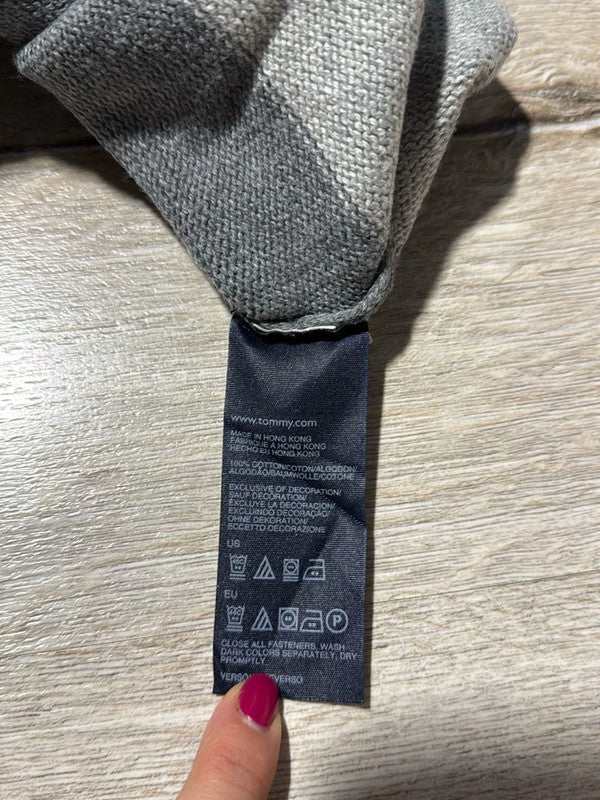 www.tommy.com
MADE IN HONG KONG
FABRIQUE A HONG KONG
HECHO EN HONG KONG
100% COTTON/COTON/ALGODON/
ALGODÃO/BAUMWOLLE/COTONE
EXCLUSIVE OF DECORATION/
SAUF DECORATION/
EXCLUYE LA DECORACION/
EXCLUINDO DECORAÇAO/
OHNE DEKORATION/
ECCETTO DECORAZIONE
US
EU
P
CLOSE ALL FASTENERS, WASH
DARK COLORS SEPARATELY, DRY
PROMPTLY